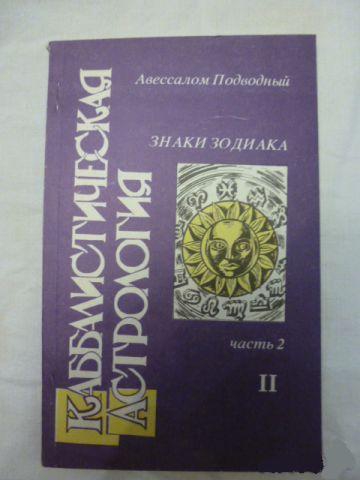 Авессалом Подводный
КАББАЛИСТИЧЕСКАЯ
АСТРОЛОГИЯ
ЗНАКИ ЗОДИАКА
часть 2
II